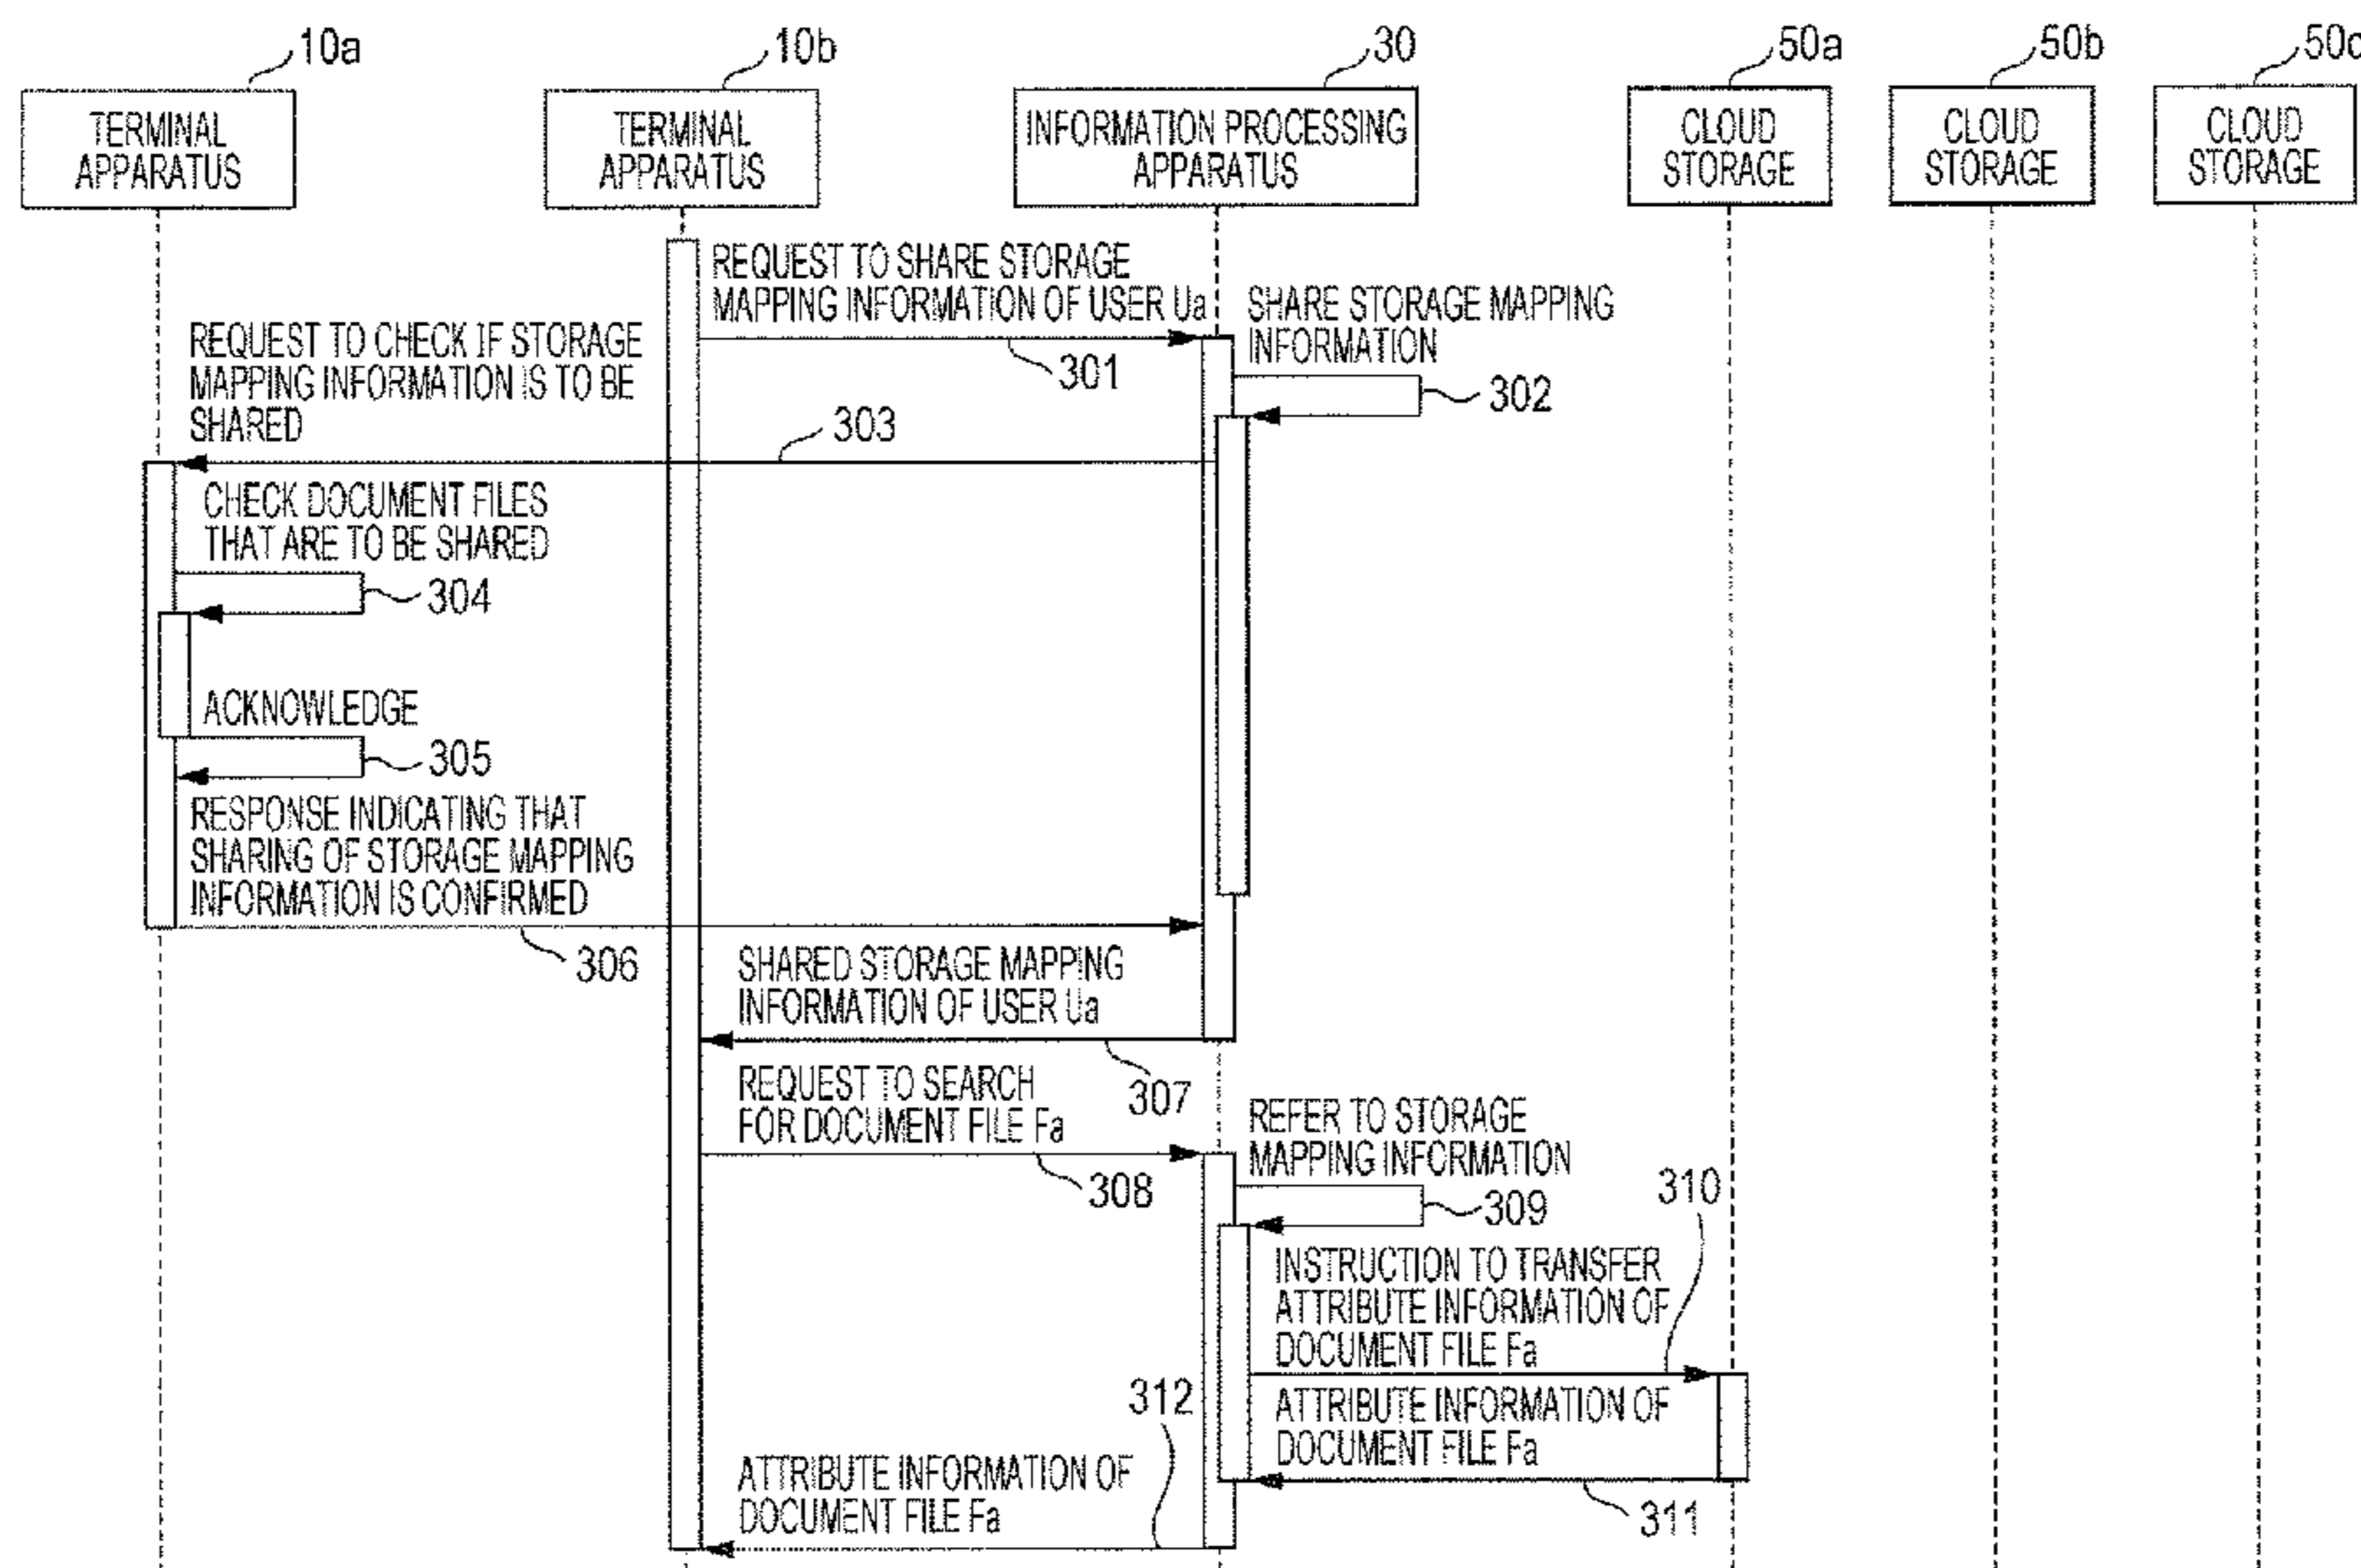 10a
10b
30
50a
50b
50c
TERMINAL
APPARATUS
TERMINAL
APPARATUS
INFORMATION PROCESSING
APPARATUS
CLOUD
STORAGE
CLOUD
STORAGE
CLOUD
STORAGE
REQUEST TO SHARE STORAGE
MAPPING INFORMATION OF USER Ua
301
SHARE STORAGE MAPPING
INFORMATION
302
REQUEST TO CHECK IF STORAGE
MAPPING INFORMATION IS TO BE
SHARED
303
CHECK DOCUMENT FILES
THAT ARE TO BE SHARED
304
ACKNOWLEDGE
305
RESPONSE INDICATING THAT
SHARING OF STORAGE MAPPING
INFORMATION IS CONFIRMED
306
SHARED STORAGE MAPPING
INFORMATION OF USER Ua
307
REQUEST TO SEARCH
FOR DOCUMENT FILE Fa
308
REFER TO STORAGE
MAPPING INFORMATION
309
310
INSTRUCTION TO TRANSFER
ATTRIBUTE INFORMATION OF
DOCUMENT FILE Fa
ATTRIBUTE INFORMATION OF
DOCUMENT FILE Fa
311
312
ATTRIBUTE INFORMATION OF
DOCUMENT FILE Fa